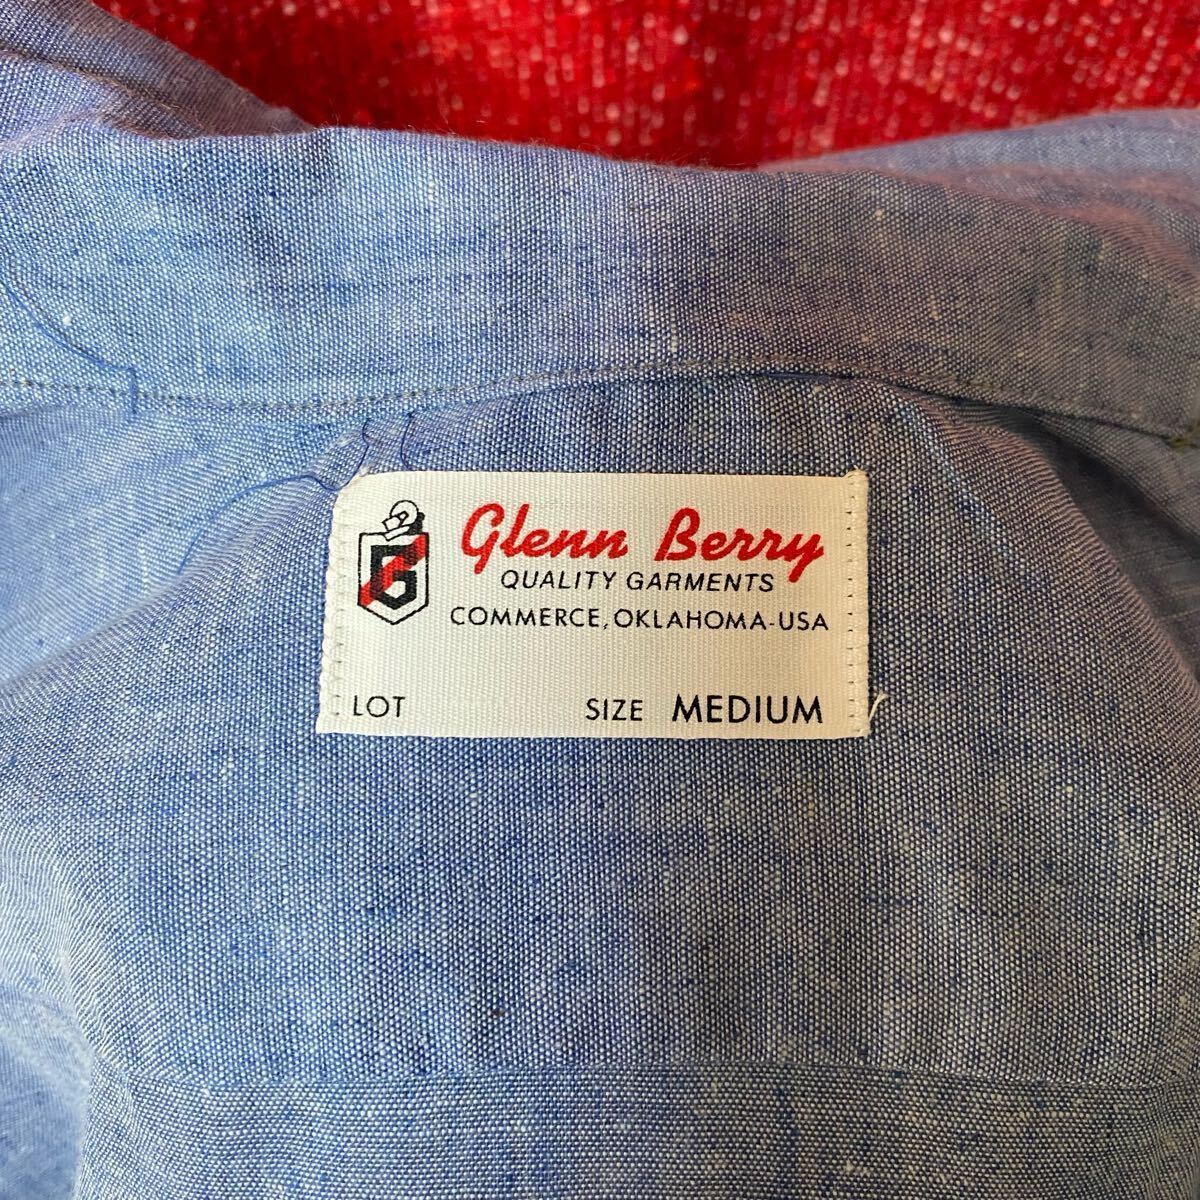 G
Glenn Berry
QUALITY GARMENTS
COMMERCE, OKLAHOMA-USA
LOT SIZE MEDIUM